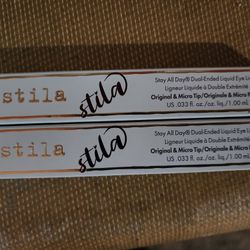 stila stila
Stay All Day® Dual-Ended Liquid Eye Li
Ligneur Liquide à Double Extrémité
Original & Micro Tip/Originale & Micro
US .033 fl. oz./oz. liq./1.00 mL
stila stila
Stay All Day® Dual-Ended Liquid Eye Li
Ligneur Liquide à Double Extrémité
Original & Micro Tip/Originale & Micro
US .033 fl. oz./oz. liq./1.00 mL